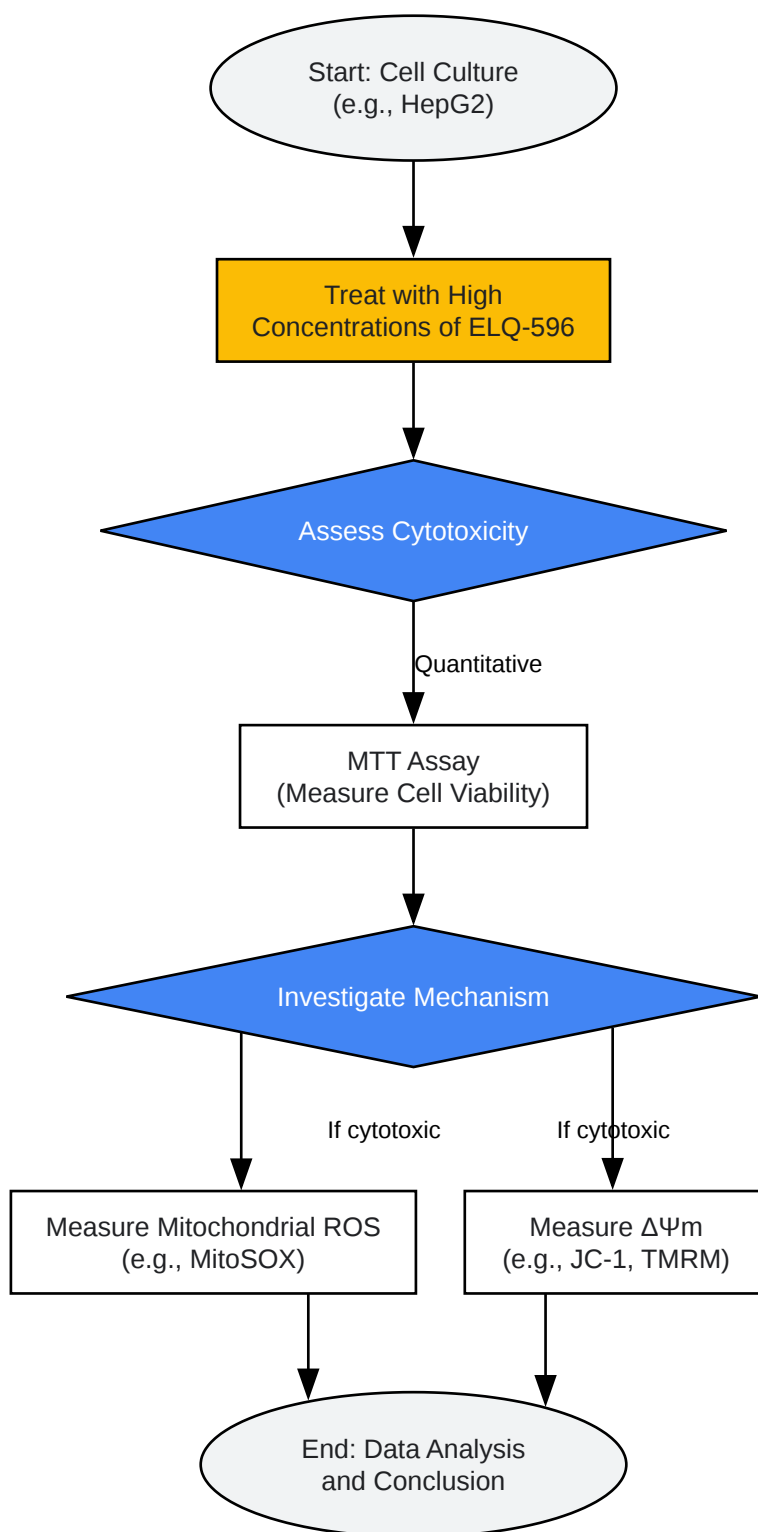 Start: Cell Culture
(e.g., HepG2)
Treat with High
Concentrations of ELQ-596
Assess Cytotoxicity
Quantitative
MTT Assay
(Measure Cell Viability)
Investigate Mechanism
If cytotoxic
If cytotoxic
Measure Mitochondrial ROS
(e.g., MitoSOX)
Measure ΔΨm
(e.g., JC-1, TMRM)
End: Data Analysis
and Conclusion